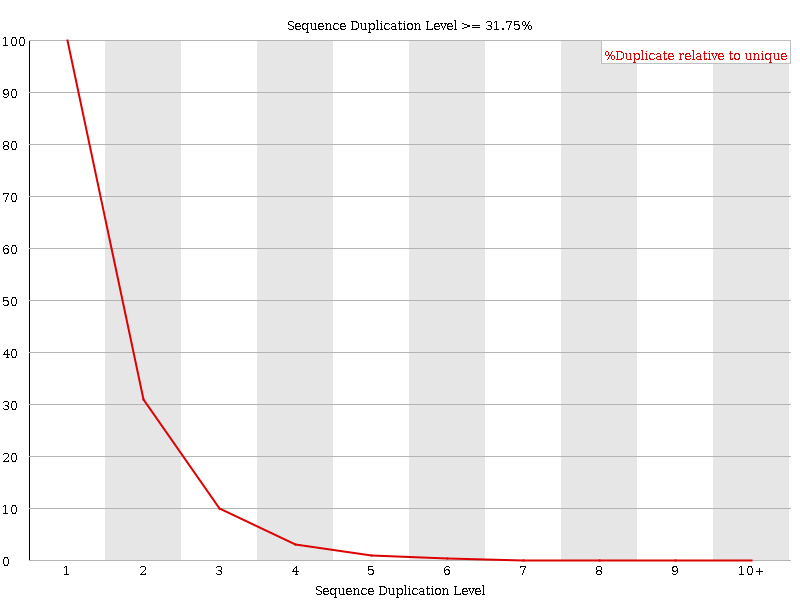 Sequence Duplication Level >= 31.75%
%Duplicate relative to unique
100
90
80
70
60
50
40
30
20
10
0
1 2 3 4 5 6 7 8 9 10+
Sequence Duplication Level